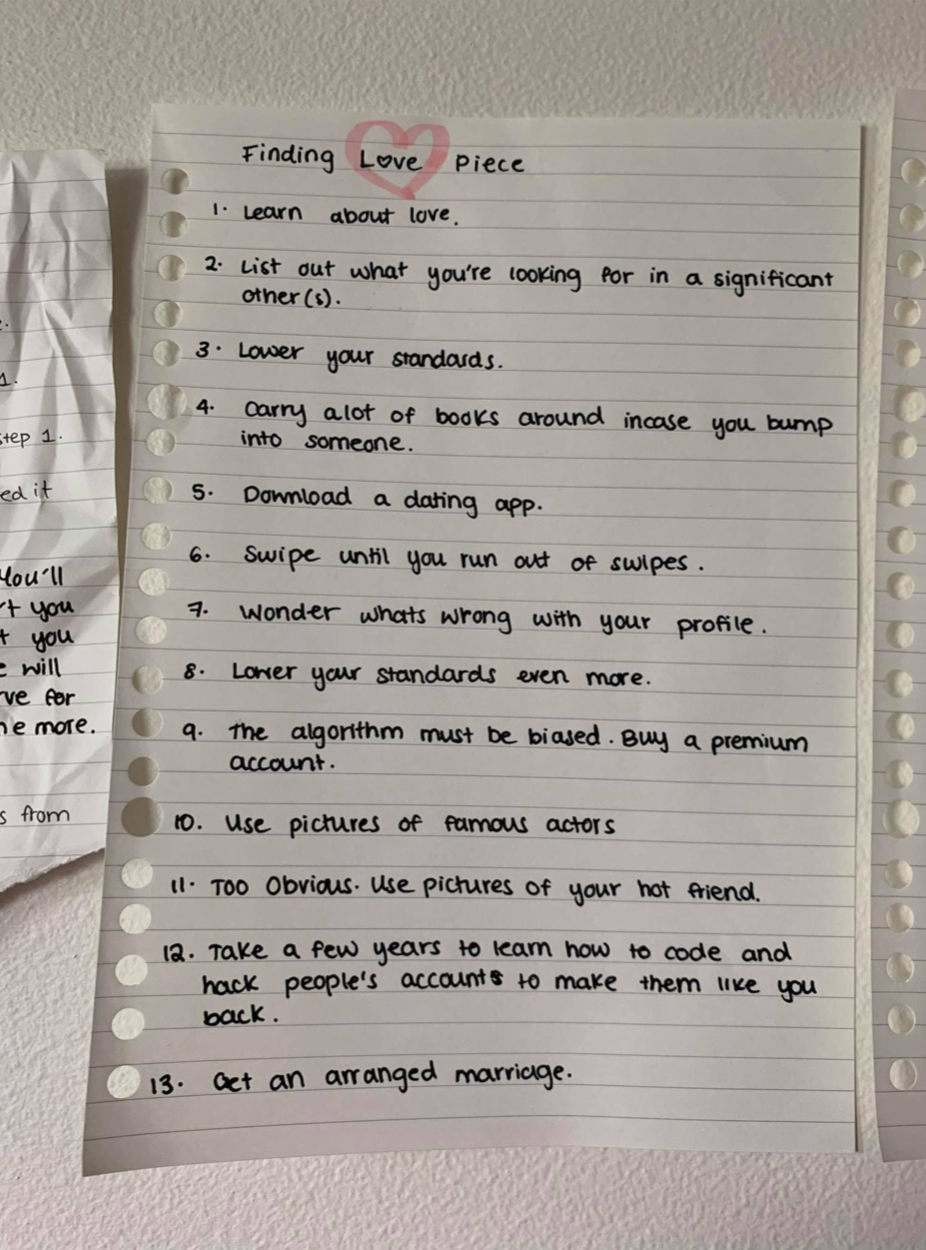 Finding Love Piece
1. Learn about love.
2. List out what you're looking for in a significant
other(s).
3. Lower your standards.
4. Carry alot of books around incase you bump
into someone.
5. Download a dating app.
6. Swipe until you run out of swipes.
7. Wonder whats wrong with your profile.
8. Lower your standards even more.
9. The algorithm must be biased. Buy a premium
account.
10. Use pictures of famous actors
11. Too Obvious. Use pictures of your hot friend.
12. Take a few years to learn how to code and
hack people's accounts to make them like you
back.
13. Get an arranged marriage.
1.
step 1.
ed it
You'll
t you
t you
will
ve for
e more.
s from